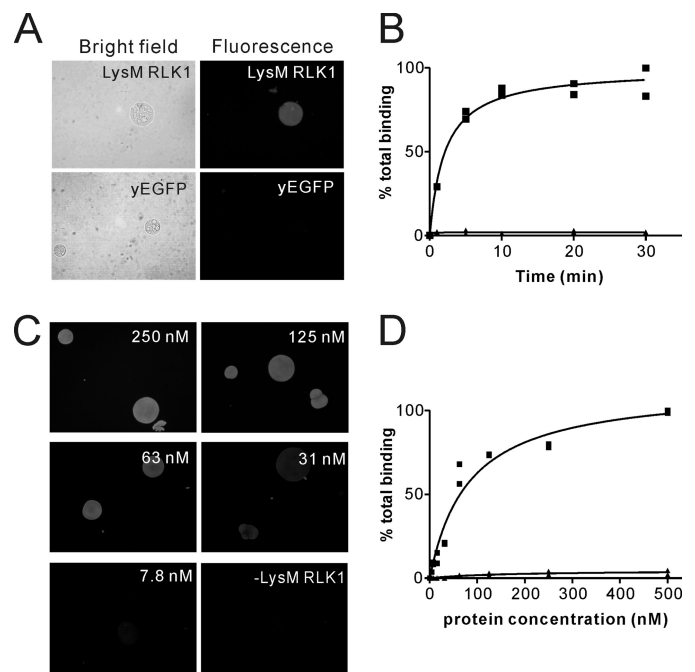 A
Bright field Fluorescence
LysM RLK1 LysM RLK1
yEGFP yEGFP
B
% total binding
100
50
0
0 10 20 30
Time (min)
C
250 nM 125 nM
63 nM 31 nM
7.8 nM -LysM RLK1
D
% total binding
100
50
0
0 100 200 300 400 500
protein concentration (nM)